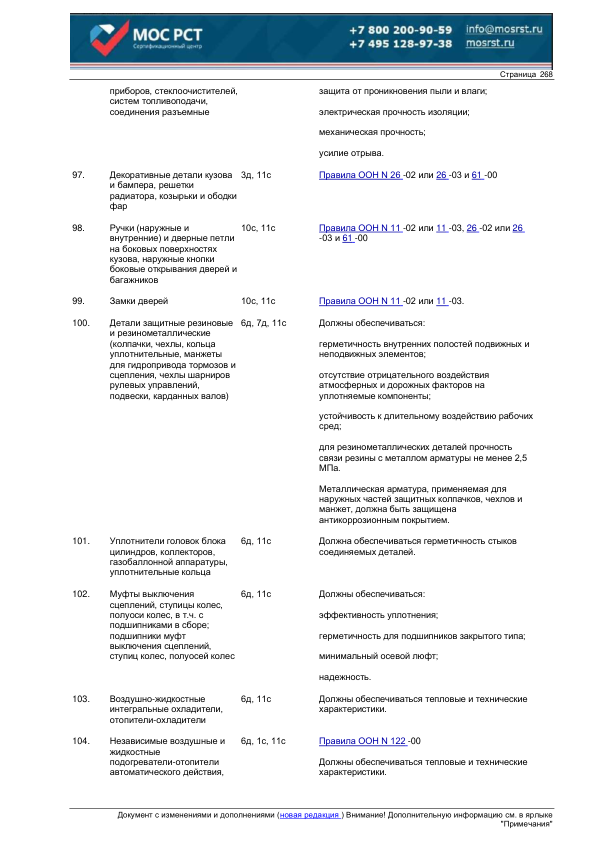 МОС РСТ
Сертификационный центр
+7 800 200-90-59 info@mosrst.ru
+7 495 128-97-38 mosrst.ru
Страница 268
приборов, стеклоочистителей,
систем топливоподачи,
соединения разъемные
защита от проникновения пыли и влаги;
электрическая прочность изоляции;
механическая прочность;
усилие отрыва.
97. Декоративные детали кузова 3д, 11с Правила ООН N 26 -02 или 26 -03 и 61 -00
и бампера, решетки
радиатора, козырьки и ободки
фар
98. Ручки (наружные и 10с, 11с Правила ООН N 11 -02 или 11 -03, 26 -02 или 26
внутренние) и дверные петли -03 и 61 -00
на боковых поверхностях
кузова, наружные кнопки
боковые открывания дверей и
багажников
99. Замки дверей 10с, 11с Правила ООН N 11 -02 или 11 -03.
100. Детали защитные резиновые 6д, 7д, 11с Должны обеспечиваться:
и резинометаллические
(колпачки, чехлы, кольца
уплотнительные, манжеты
для гидропривода тормозов и
сцепления, чехлы шарниров
рулевых управлений,
подвески, карданных валов)
герметичность внутренних полостей подвижных и
неподвижных элементов;
отсутствие отрицательного воздействия
атмосферных и дорожных факторов на
уплотняемые компоненты;
устойчивость к длительному воздействию рабочих
сред;
для резинометаллических деталей прочность
связи резины с металлом арматуры не менее 2,5
МПа.
Металлическая арматура, применяемая для
наружных частей защитных колпачков, чехлов и
манжет, должна быть защищена
антикоррозионным покрытием.
101. Уплотнители головок блока 6д, 11с Должна обеспечиваться герметичность стыков
цилиндров, коллекторов, соединяемых деталей.
газобаллонной аппаратуры,
уплотнительные кольца
102. Муфты выключения 6д, 11с Должны обеспечиваться:
сцеплений, ступицы колес,
полуоси колес, в т.ч. с
подшипниками в сборе;
подшипники муфт
выключения сцеплений,
ступиц колес, полуосей колес
эффективность уплотнения;
герметичность для подшипников закрытого типа;
минимальный осевой люфт;
надежность.
103. Воздушно-жидкостные 6д, 11с Должны обеспечиваться тепловые и технические
интегральные охладители, характеристики.
отопители-охладители
104. Независимые воздушные и 6д, 1с, 11с Правила ООН N 122 -00
жидкостные
подогреватели-отопители
автоматического действия,
Должны обеспечиваться тепловые и технические
характеристики.
Документ с изменениями и дополнениями (новая редакция ) Внимание! Дополнительную информацию см. в ярлыке
"Примечания"